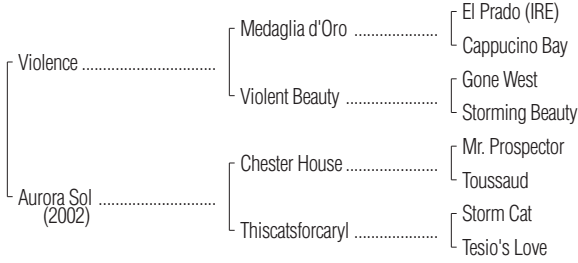 El Prado (IRE)
Medaglia d'Oro ...................
Cappucino Bay
Violence ...............................
Gone West
Violent Beauty .....................
Storming Beauty
Mr. Prospector
Chester House .....................
Toussaud
Aurora Sol ...........................
(2002)
Storm Cat
Thiscatsforcaryl ...................
Tesio's Love